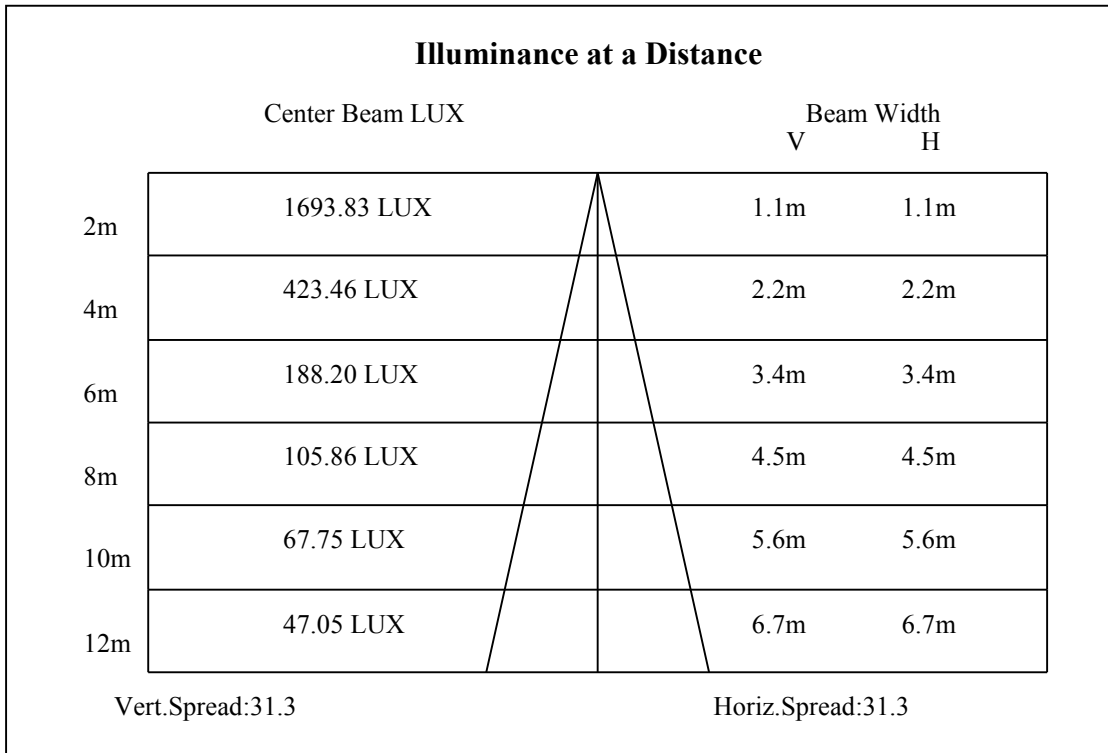 Illuminance at a Distance
Center Beam LUX Beam Width
V H
2m 1693.83 LUX 1.1m 1.1m
4m 423.46 LUX 2.2m 2.2m
6m 188.20 LUX 3.4m 3.4m
8m 105.86 LUX 4.5m 4.5m
10m 67.75 LUX 5.6m 5.6m
12m 47.05 LUX 6.7m 6.7m
Vert.Spread:31.3 Horiz.Spread:31.3